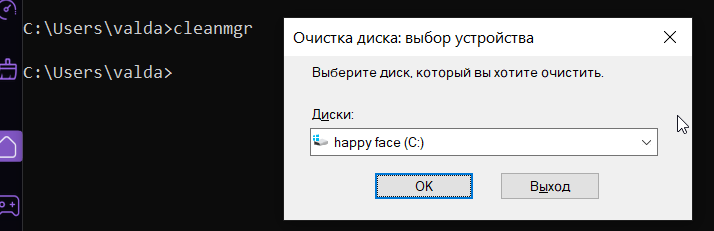 C:\Users\valda>cleanmgr
C:\Users\valda>
Очистка диска: выбор устройства
Выберите диск, который вы хотите очистить.
Диски:
happy face (C:)
OK
Выход